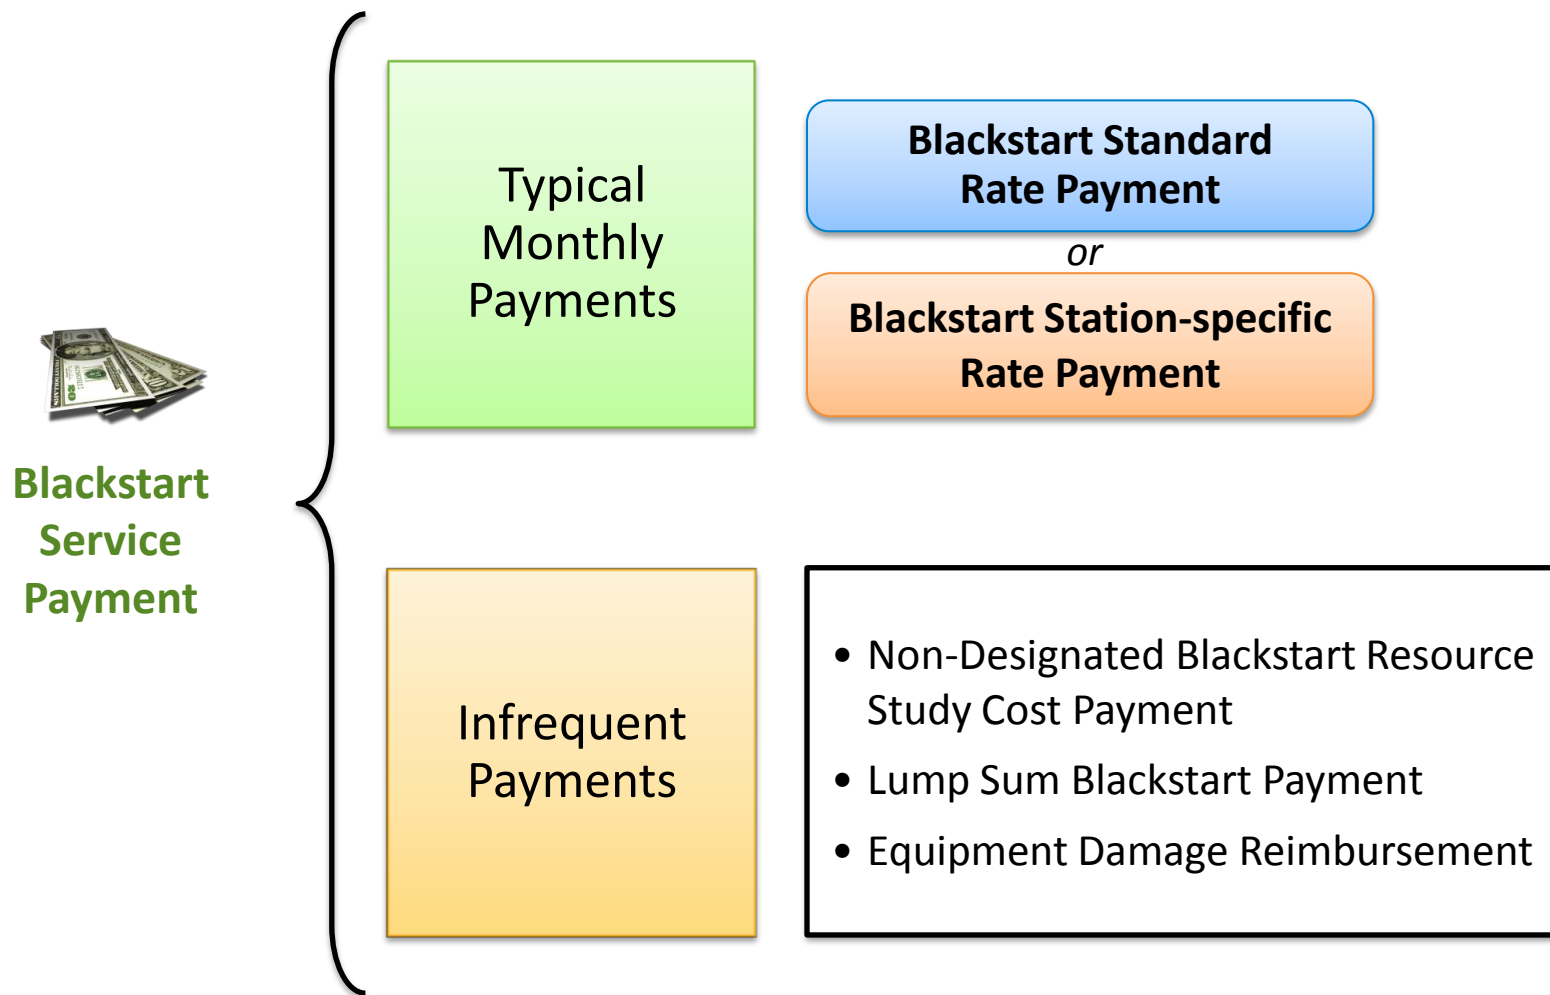 Blackstart
Service
Payment
Typical
Monthly
Payments
Blackstart Standard
Rate Payment
or
Blackstart Station-specific
Rate Payment
Infrequent
Payments
• Non-Designated Blackstart Resource
Study Cost Payment
• Lump Sum Blackstart Payment
• Equipment Damage Reimbursement